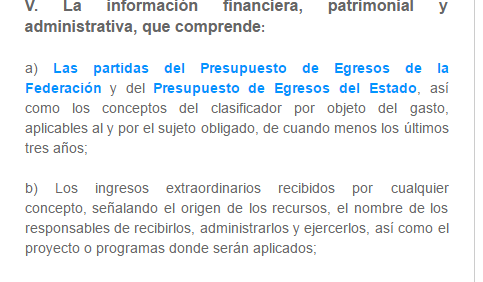 V. La información financiera, patrimonial y
administrativa, que comprende:
a) Las partidas del Presupuesto de Egresos de la
Federación y del Presupuesto de Egresos del Estado, así
como los conceptos del clasificador por objeto del gasto,
aplicables al y por el sujeto obligado, de cuando menos los últimos
tres años;
b) Los ingresos extraordinarios recibidos por cualquier
concepto, señalando el origen de los recursos, el nombre de los
responsables de recibirlos, administrarlos y ejercerlos, así como el
proyecto o programas donde serán aplicados;